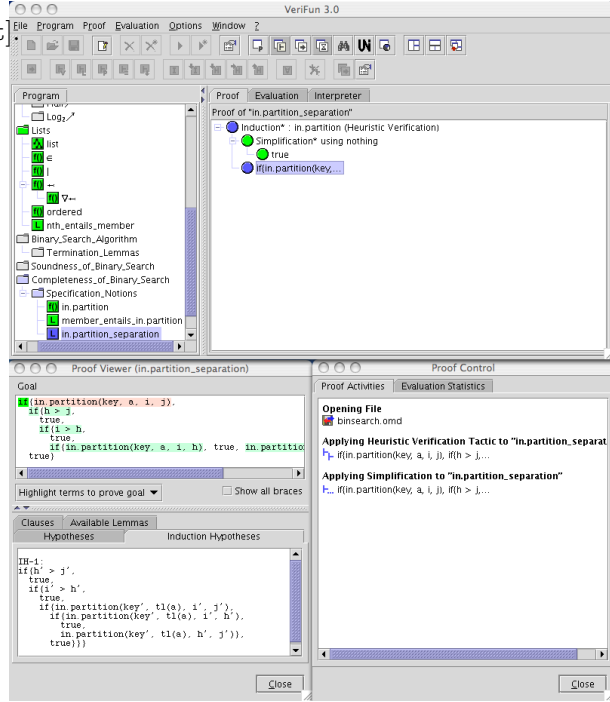 VeriFun 3.0
File Program Proof Evaluation Options Window ?
t]
Program
Log₂↗
Lists
list
f() ∈
f() |
f()
f() ∇
f() ordered
L nth_entails_member
Binary_Search_Algorithm
Termination_Lemmas
Soundness_of_Binary_Search
Completeness_of_Binary_Search
Specification_Notions
f() in.partition
L member_entails_in.partition
L in.partition_separation
Proof Evaluation Interpreter
Proof of "in.partition_separation"
Induction* : in.partition (Heuristic Verification)
Simplification* using nothing
true
if(in.partition(key,...
Proof Viewer (in.partition_separation)
Goal
if(in.partition(key, a, i, j),
if(h > j,
true,
if(i > h,
true,
if(in.partition(key, a, i, h), true, in.partitio
true)
Highlight terms to prove goal
Show all braces
Clauses Available Lemmas
Hypotheses Induction Hypotheses
IH-1:
if(h' > j',
true,
if(i' > h',
true,
if(in.partition(key', tl(a), i', j'),
if(in.partition(key', tl(a), i', h'),
true,
in.partition(key', tl(a), h', j')),
true)))
Close
Proof Control
Proof Activities Evaluation Statistics
Opening File
binsearch.omd
Applying Heuristic Verification Tactic to "in.partition_separat
if(in.partition(key, a, i, j), if(h > j,...
Applying Simplification to "in.partition_separation"
if(in.partition(key, a, i, j), if(h > j,...
Close